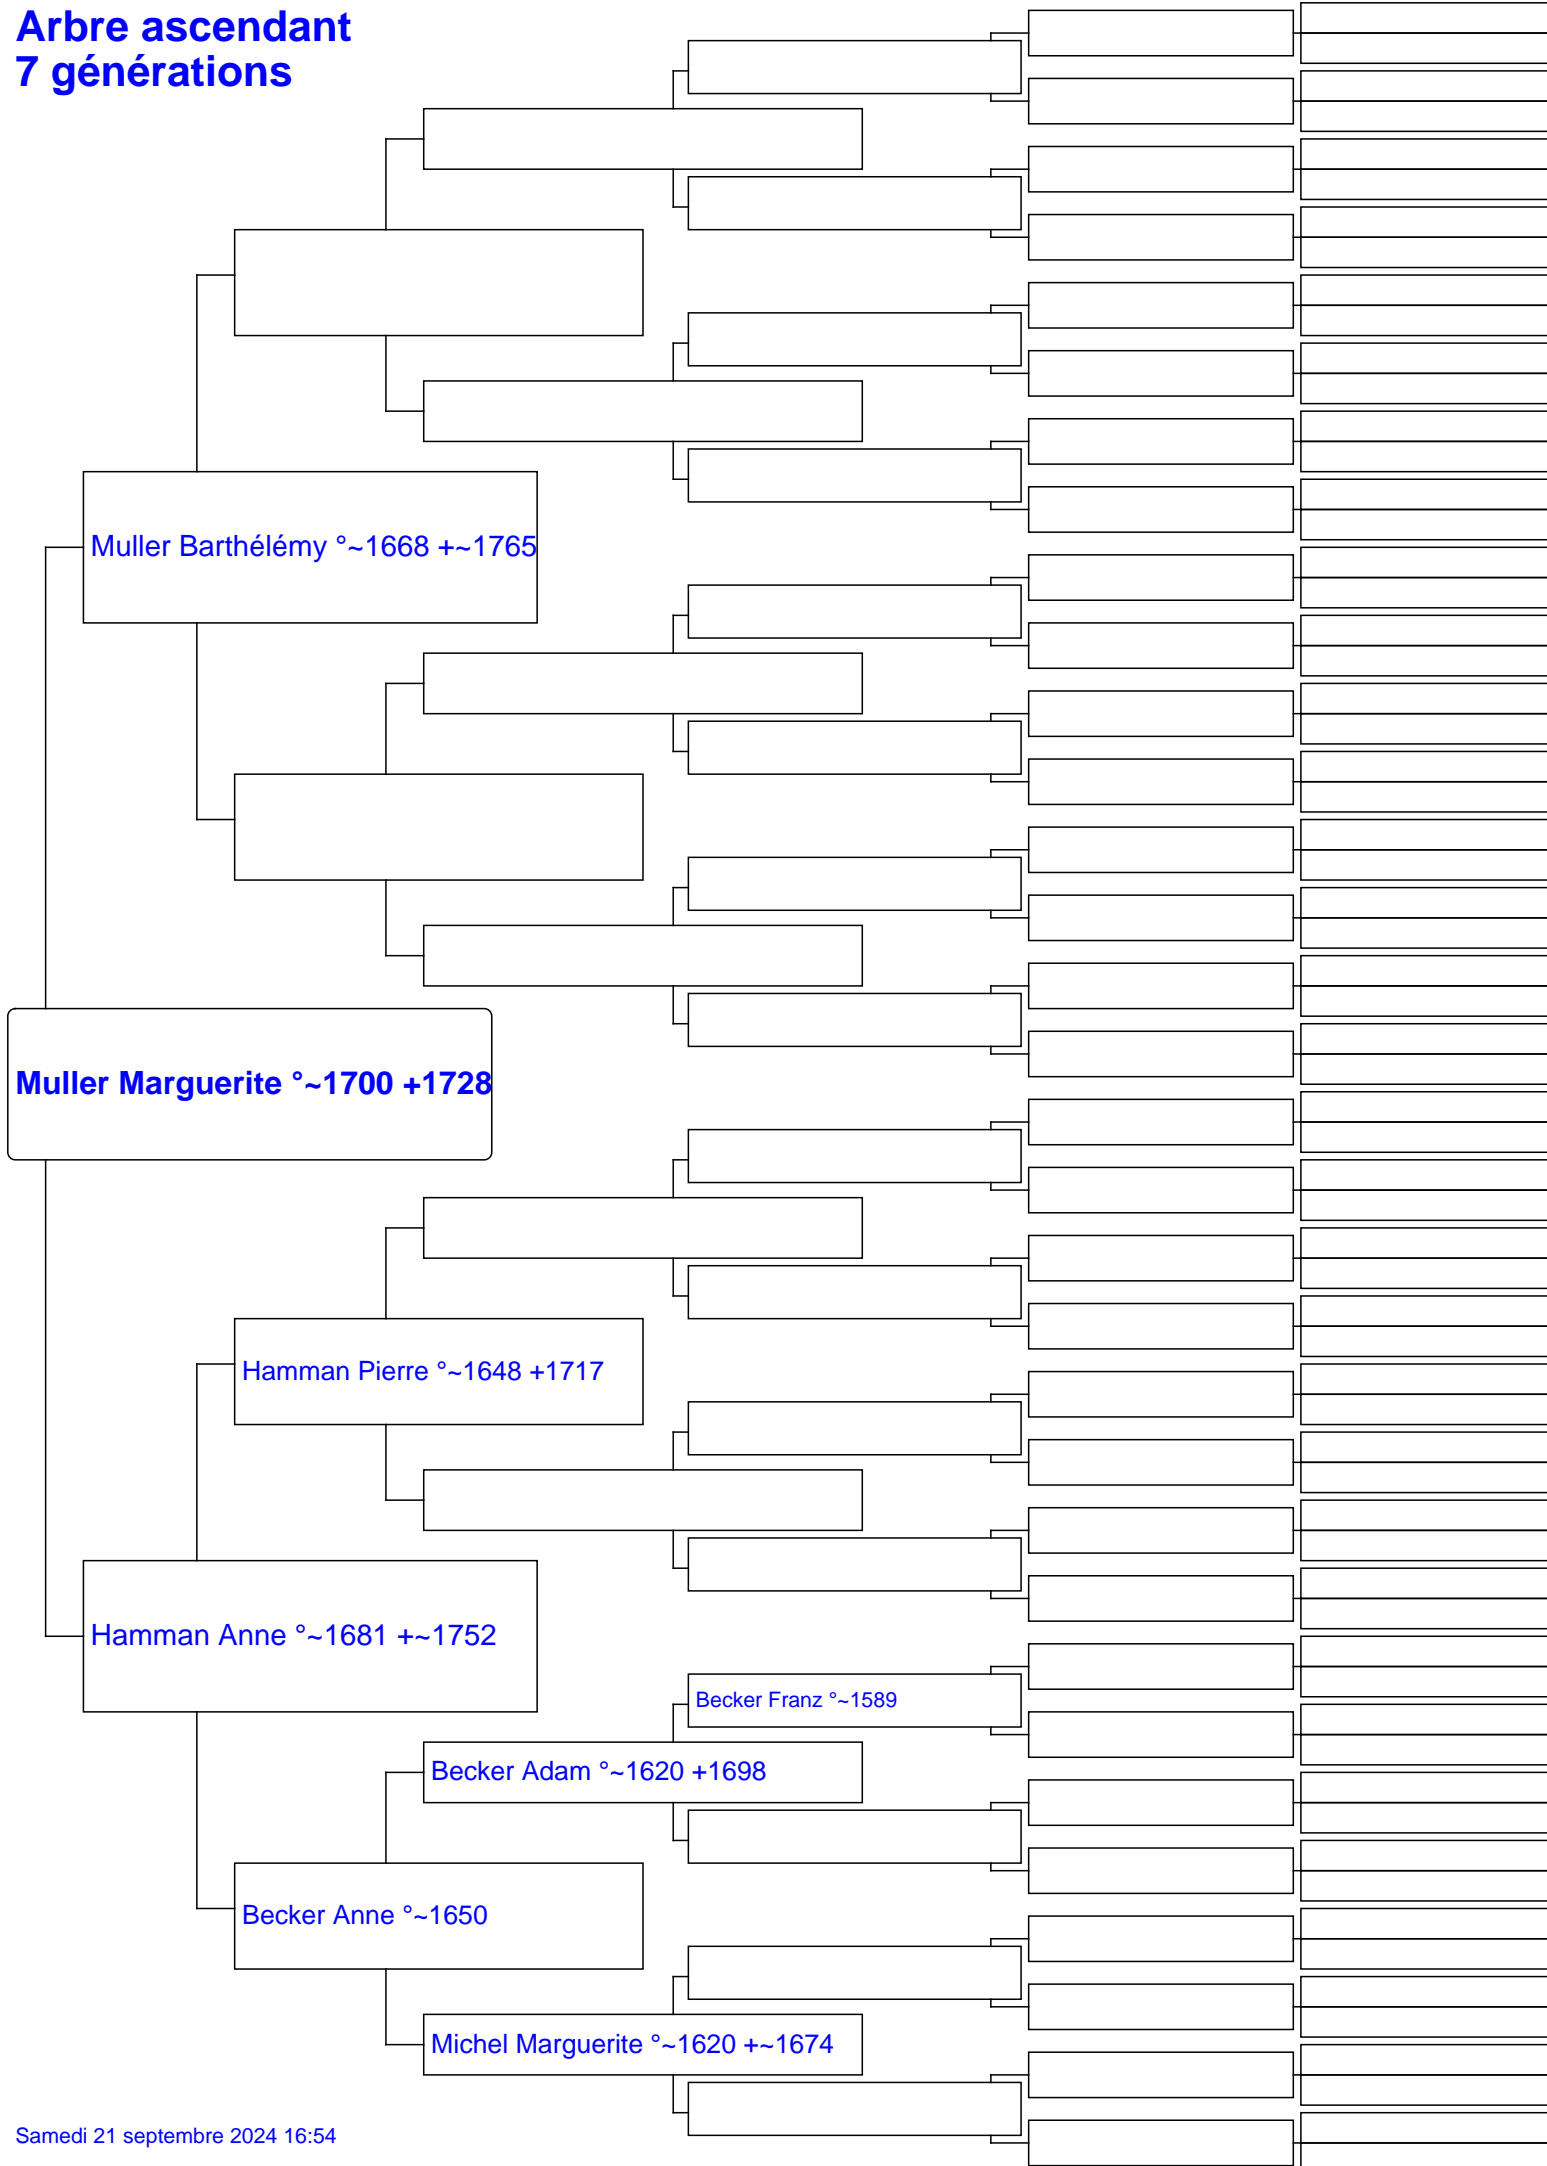 Arbre ascendant
7 générations
Muller Barthélémy °~1668 +~1765
Muller Marguerite °~1700 +1728
Hamman Pierre °~1648 +1717
Hamman Anne °~1681 +~1752
Becker Franz °~1589
Becker Adam °~1620 +1698
Becker Anne °~1650
Michel Marguerite °~1620 +~1674
Samedi 21 septembre 2024 16:54